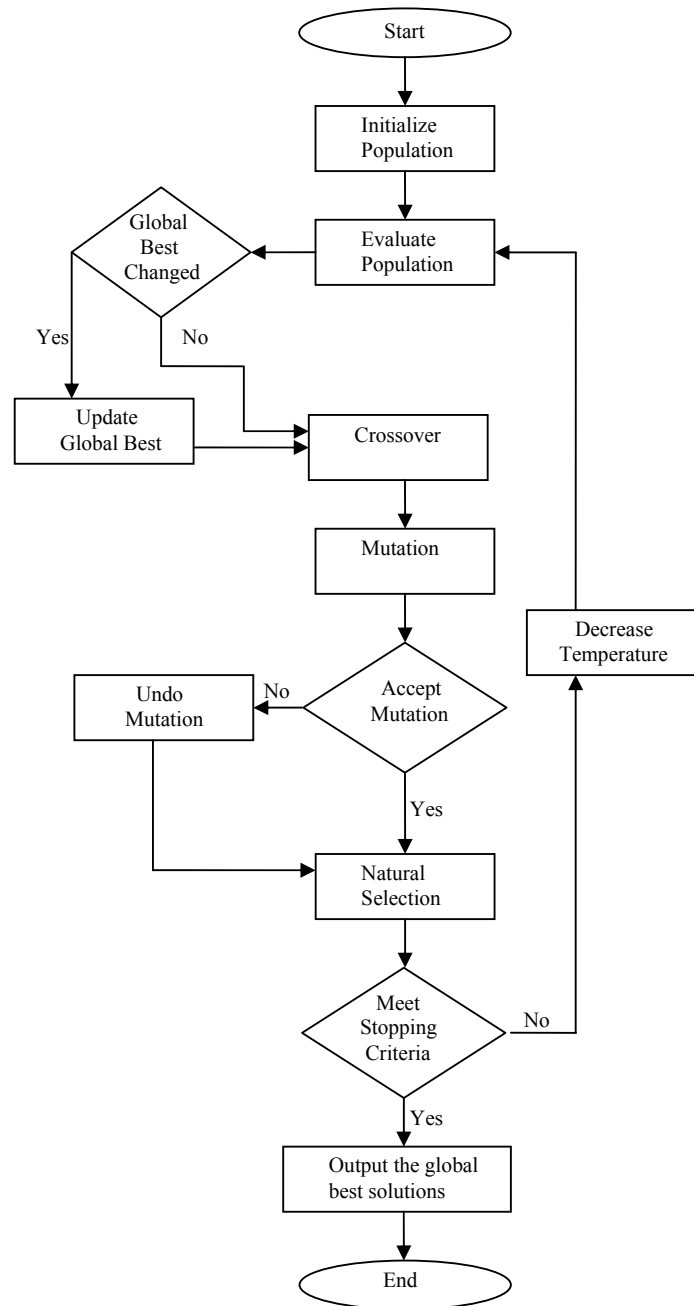 Start
Initialize
Population
Global
Best
Changed
Evaluate
Population
Yes
No
Update
Global Best
Crossover
Mutation
Decrease
Temperature
Undo
Mutation
No
Accept
Mutation
Yes
Natural
Selection
Meet
Stopping
Criteria
No
Yes
Output the global
best solutions
End